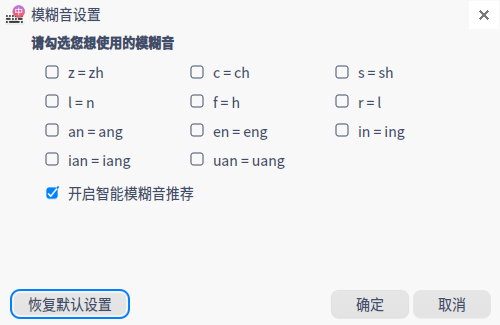 中 模糊音设置
请勾选您想使用的模糊音
z = zh c = ch s = sh
l = n f = h r = l
an = ang en = eng in = ing
ian = iang uan = uang
开启智能模糊音推荐
恢复默认设置 确定 取消